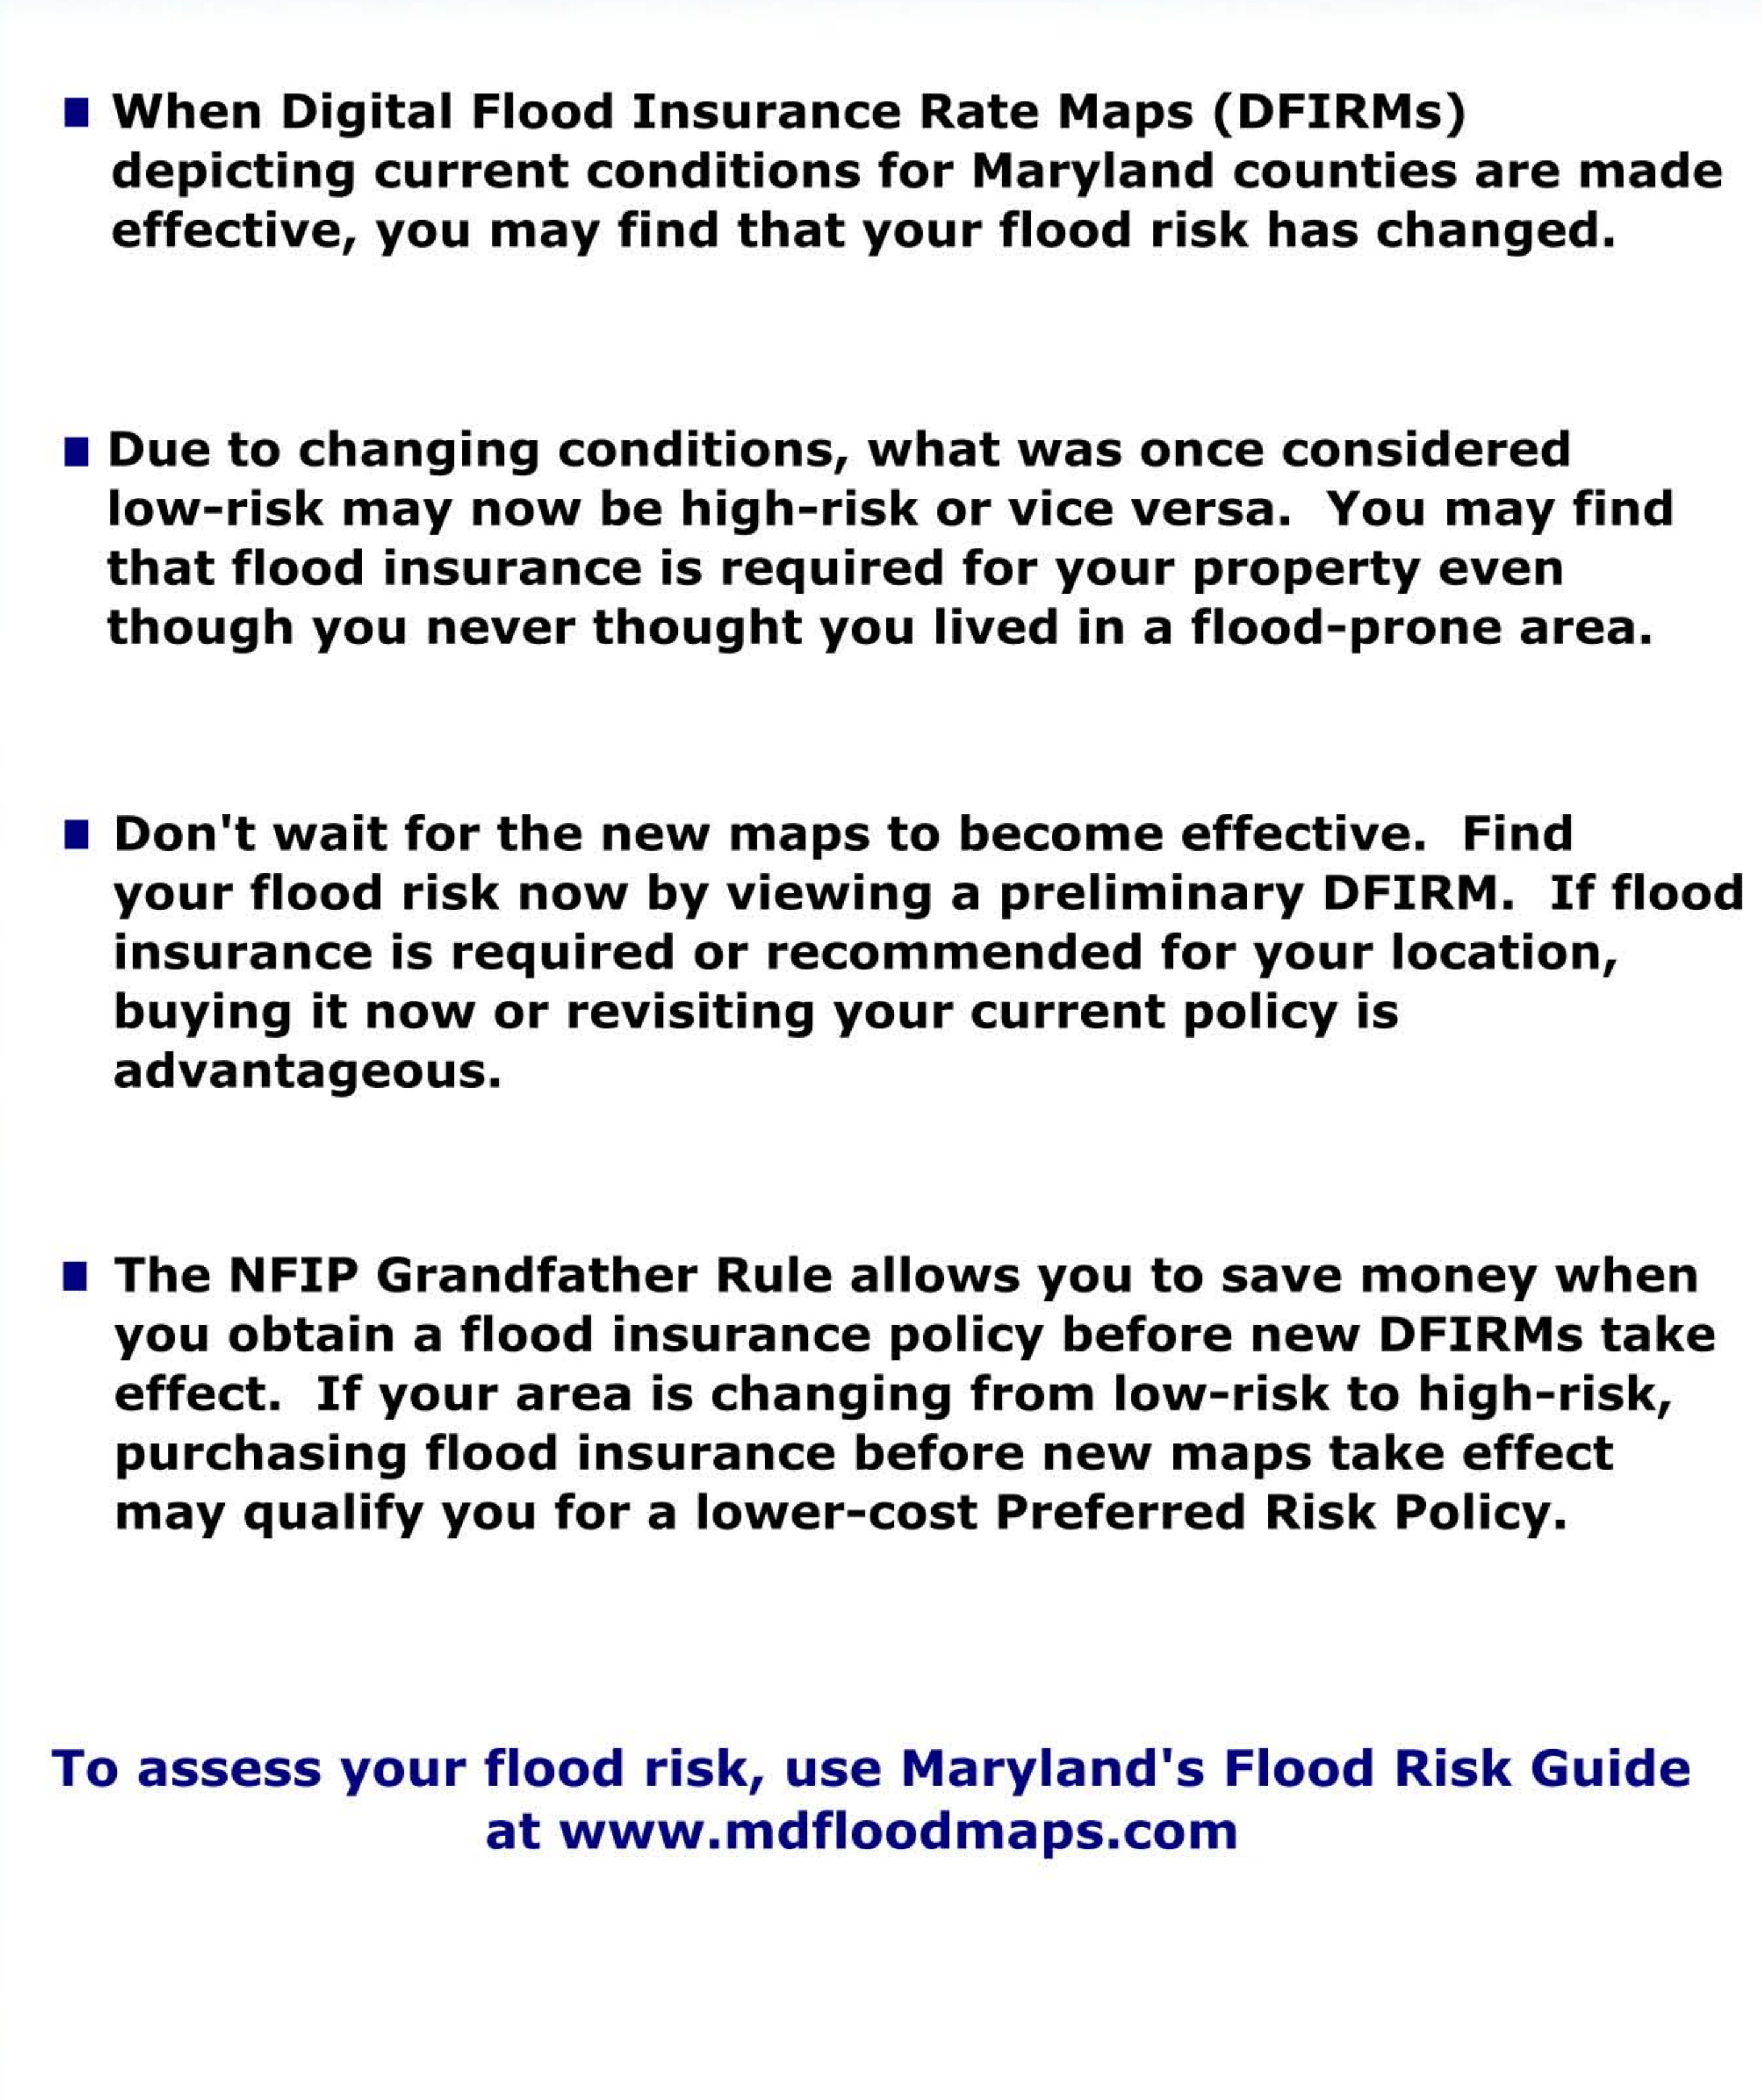 ■ When Digital Flood Insurance Rate Maps (DFIRMs)
depicting current conditions for Maryland counties are made
effective, you may find that your flood risk has changed.
■ Due to changing conditions, what was once considered
low-risk may now be high-risk or vice versa.  You may find
that flood insurance is required for your property even
though you never thought you lived in a flood-prone area.
■ Don't wait for the new maps to become effective.  Find
your flood risk now by viewing a preliminary DFIRM.  If flood
insurance is required or recommended for your location,
buying it now or revisiting your current policy is
advantageous.
■ The NFIP Grandfather Rule allows you to save money when
you obtain a flood insurance policy before new DFIRMs take
effect.  If your area is changing from low-risk to high-risk,
purchasing flood insurance before new maps take effect
may qualify you for a lower-cost Preferred Risk Policy.
To assess your flood risk, use Maryland's Flood Risk Guide
at www.mdfloodmaps.com